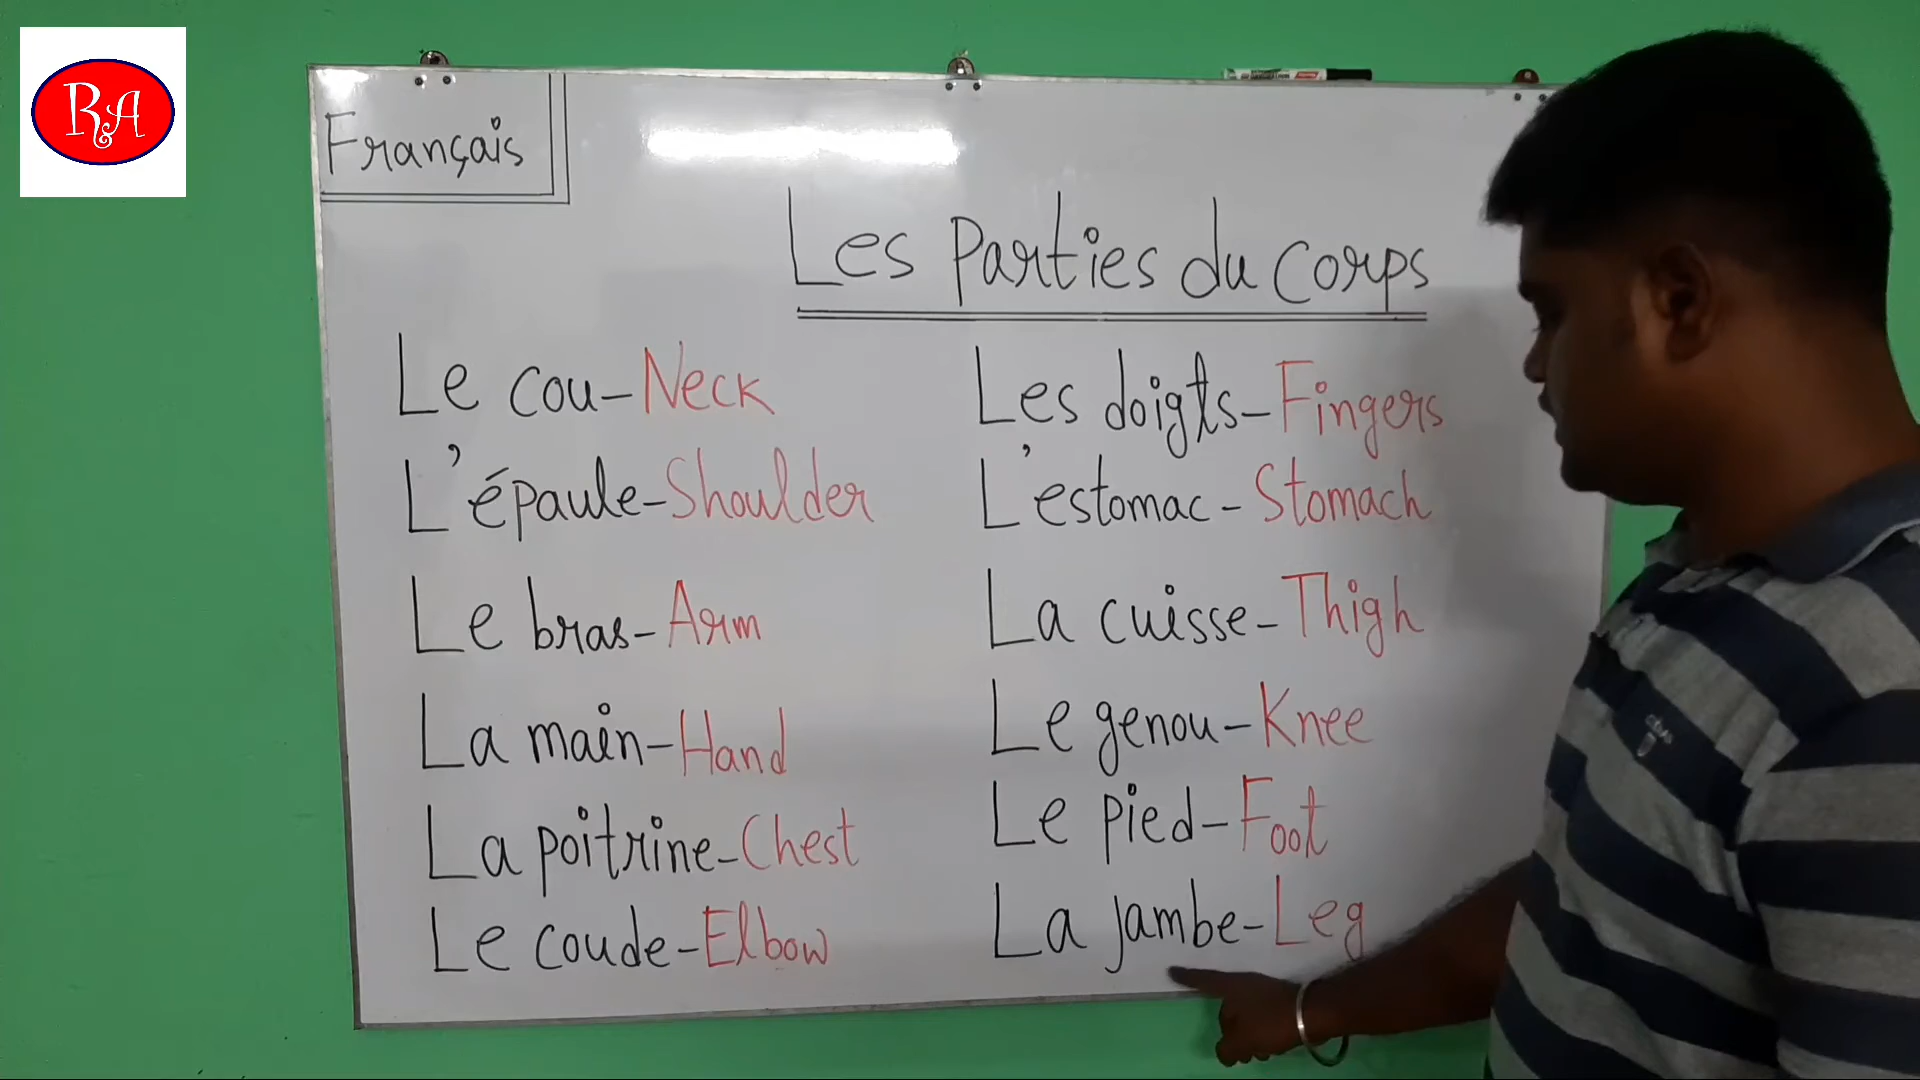 R&A
Français
Les Parties du corps
Le cou-Neck
L'épaule-Shoulder
Le bras-Arm
La main-Hand
La poitrine-Chest
Le coude-Elbow
Les doigts-Fingers
L'estomac-Stomach
La cuisse-Thigh
Le genou-Knee
Le pied-Foot
La jambe-Leg